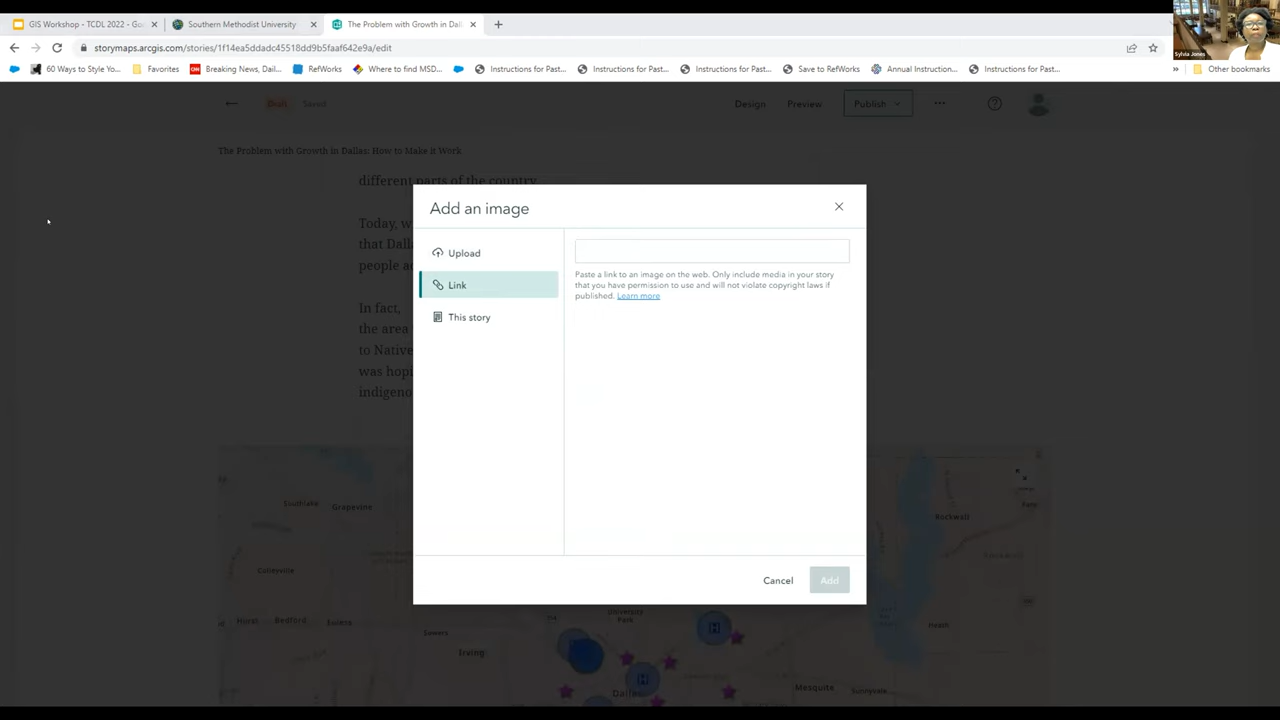 GIS Workshop - TCDL 2022 - Goo
Southern Methodist University
The Problem with Growth in Dall
Sylvia Jones
storymaps.arcgis.com/stories/1f14ea5ddadc45518dd9b5faaf642e9a/edit
60 Ways to Style Yo...
Favorites
CNN
Breaking News, Dail...
RefWorks
Where to find MSD...
Instructions for Past...
Instructions for Past...
Instructions for Past...
Save to RefWorks
Annual Instruction...
Instructions for Past...
»
Other bookmarks
Draft
Saved
Design
Preview
Publish
The Problem with Growth in Dallas: How to Make it Work
different parts of the country
Today, w
that Dall
people a
In fact,
the area
to Native
was hopi
indigeno
Add an image
Upload
Link
This story
Paste a link to an image on the web. Only include media in your story
that you have permission to use and will not violate copyright laws if
published. Learn more
Cancel
Add
Southlake
Grapevine
Colleyville
Hurst
Bedford
Euless
Irving
University
Park
H
H
Dallas
Mesquite
Sunnyvale
Rockwall
Fate
Heath